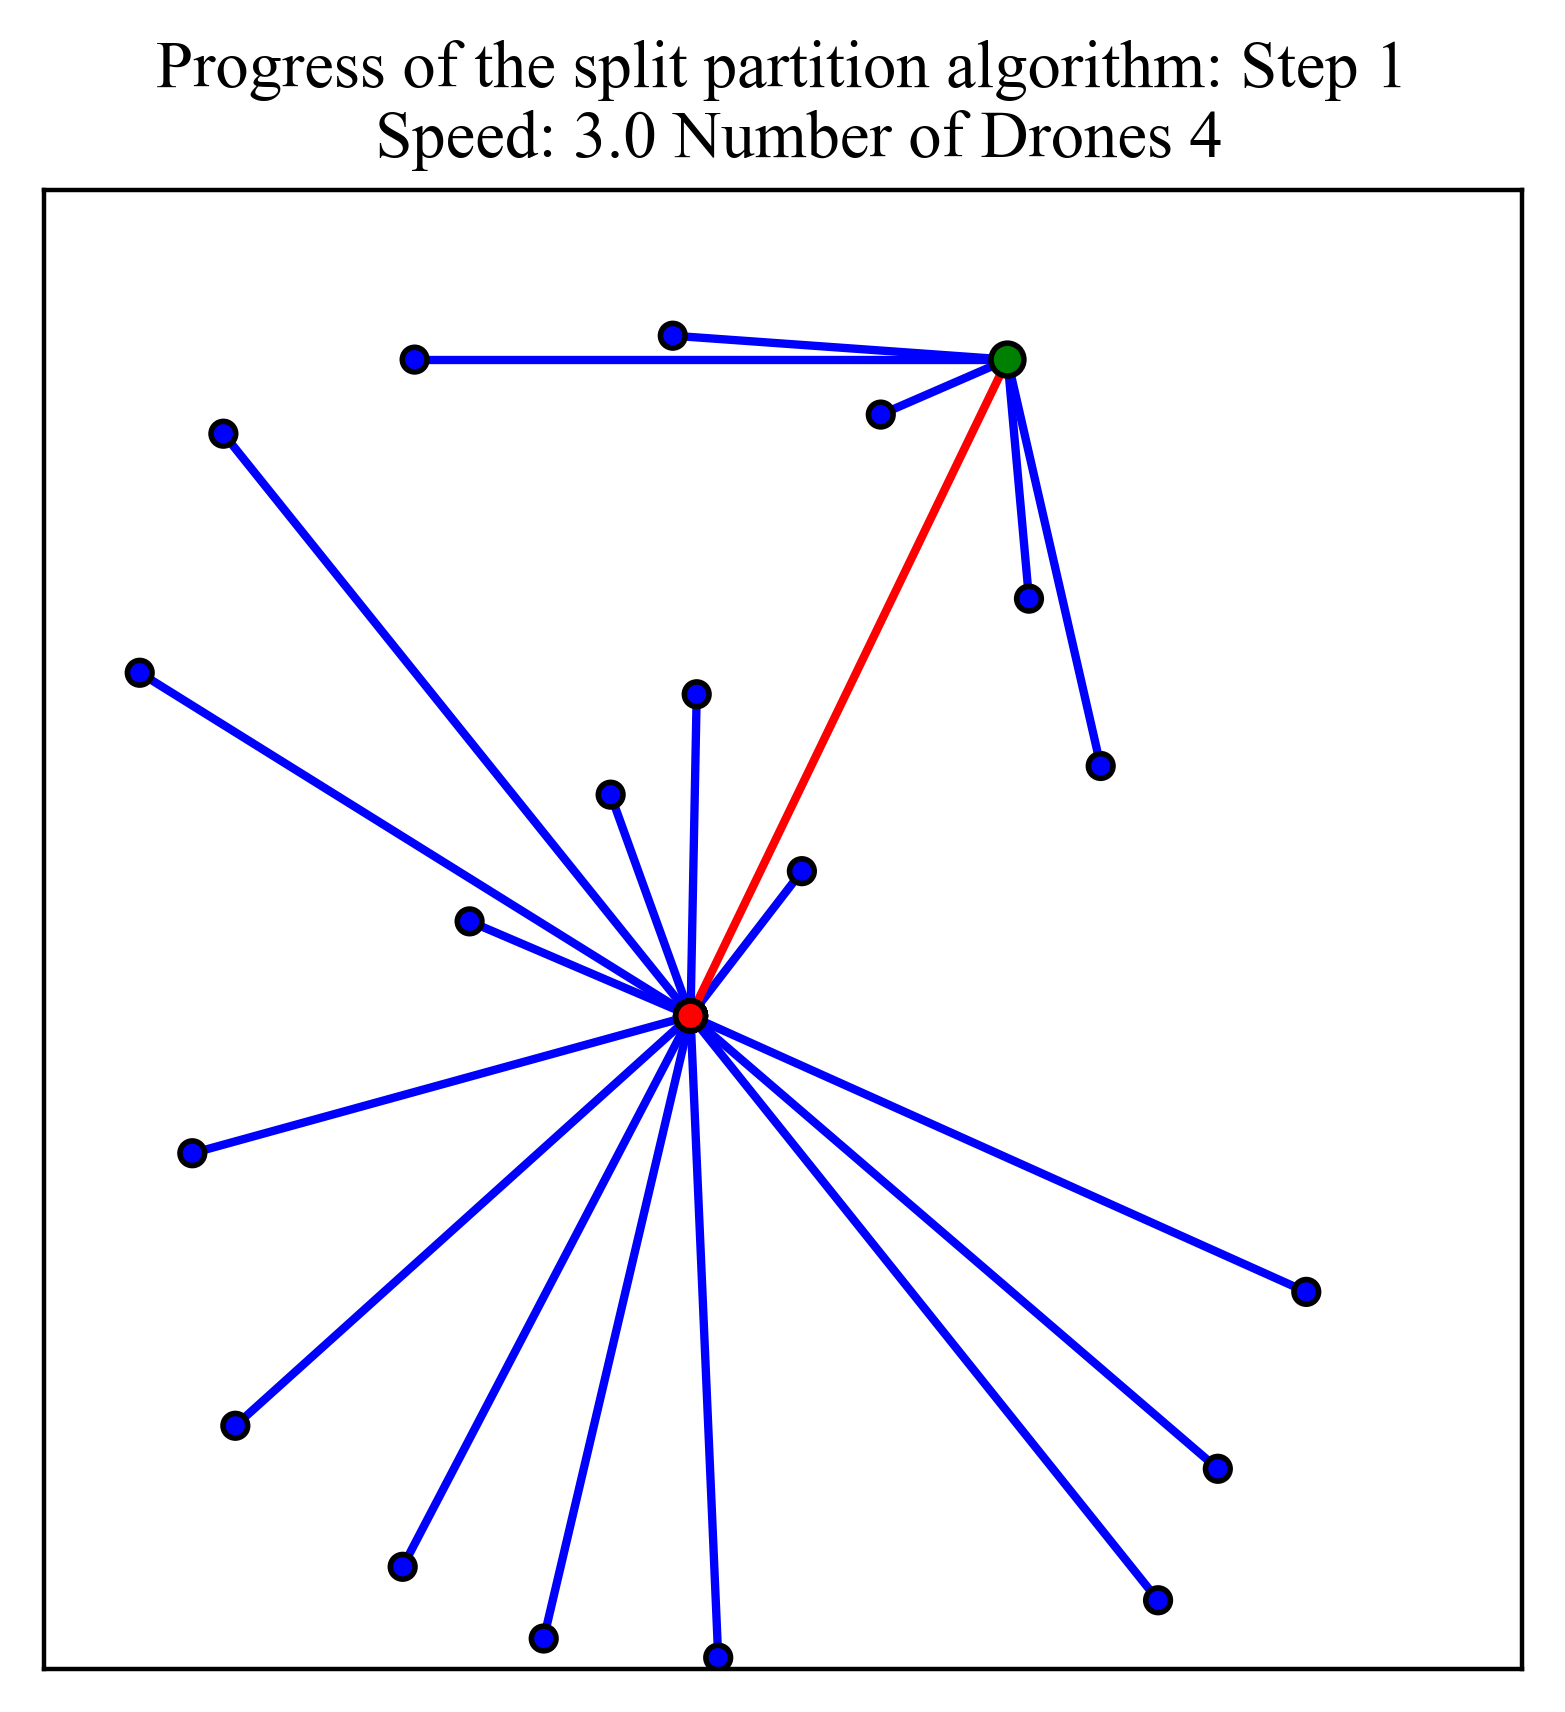 Progress of the split partition algorithm: Step 1
Speed: 3.0 Number of Drones 4